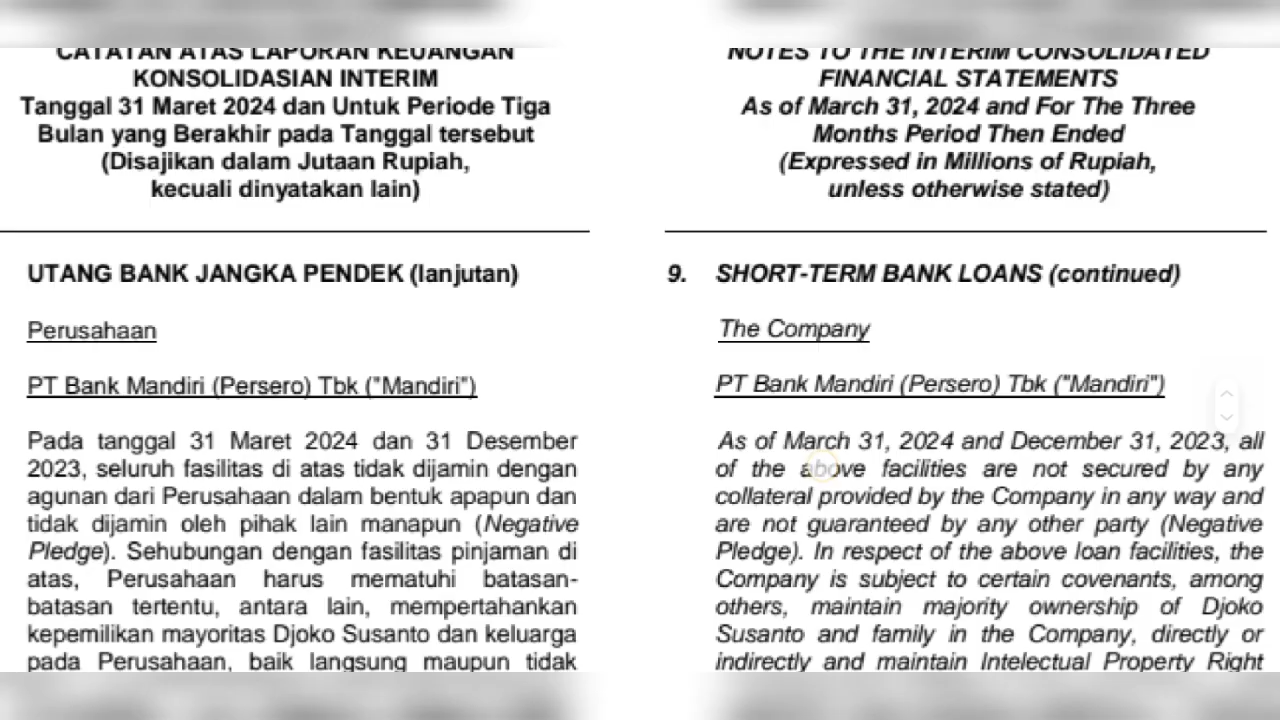 CATATAN ATAS LAPORAN KEUANGAN
KONSOLIDASIAN INTERIM
Tanggal 31 Maret 2024 dan Untuk Periode Tiga
Bulan yang Berakhir pada Tanggal tersebut
(Disajikan dalam Jutaan Rupiah,
kecuali dinyatakan lain)
UTANG BANK JANGKA PENDEK (lanjutan)
Perusahaan
PT Bank Mandiri (Persero) Tbk ("Mandiri")
Pada tanggal 31 Maret 2024 dan 31 Desember
2023, seluruh fasilitas di atas tidak dijamin dengan
agunan dari Perusahaan dalam bentuk apapun dan
tidak dijamin oleh pihak lain manapun (Negative
Pledge). Sehubungan dengan fasilitas pinjaman di
atas, Perusahaan harus mematuhi batasan-
batasan tertentu, antara lain, mempertahankan
kepemilikan mayoritas Djoko Susanto dan keluarga
pada Perusahaan, baik langsung maupun tidak
NOTES TO THE INTERIM CONSOLIDATED
FINANCIAL STATEMENTS
As of March 31, 2024 and For The Three
Months Period Then Ended
(Expressed in Millions of Rupiah,
unless otherwise stated)
9. SHORT-TERM BANK LOANS (continued)
The Company
PT Bank Mandiri (Persero) Tbk ("Mandiri")
As of March 31, 2024 and December 31, 2023, all
of the above facilities are not secured by any
collateral provided by the Company in any way and
are not guaranteed by any other party (Negative
Pledge). In respect of the above loan facilities, the
Company is subject to certain covenants, among
others, maintain majority ownership of Djoko
Susanto and family in the Company, directly or
indirectly and maintain Intelectual Property Right